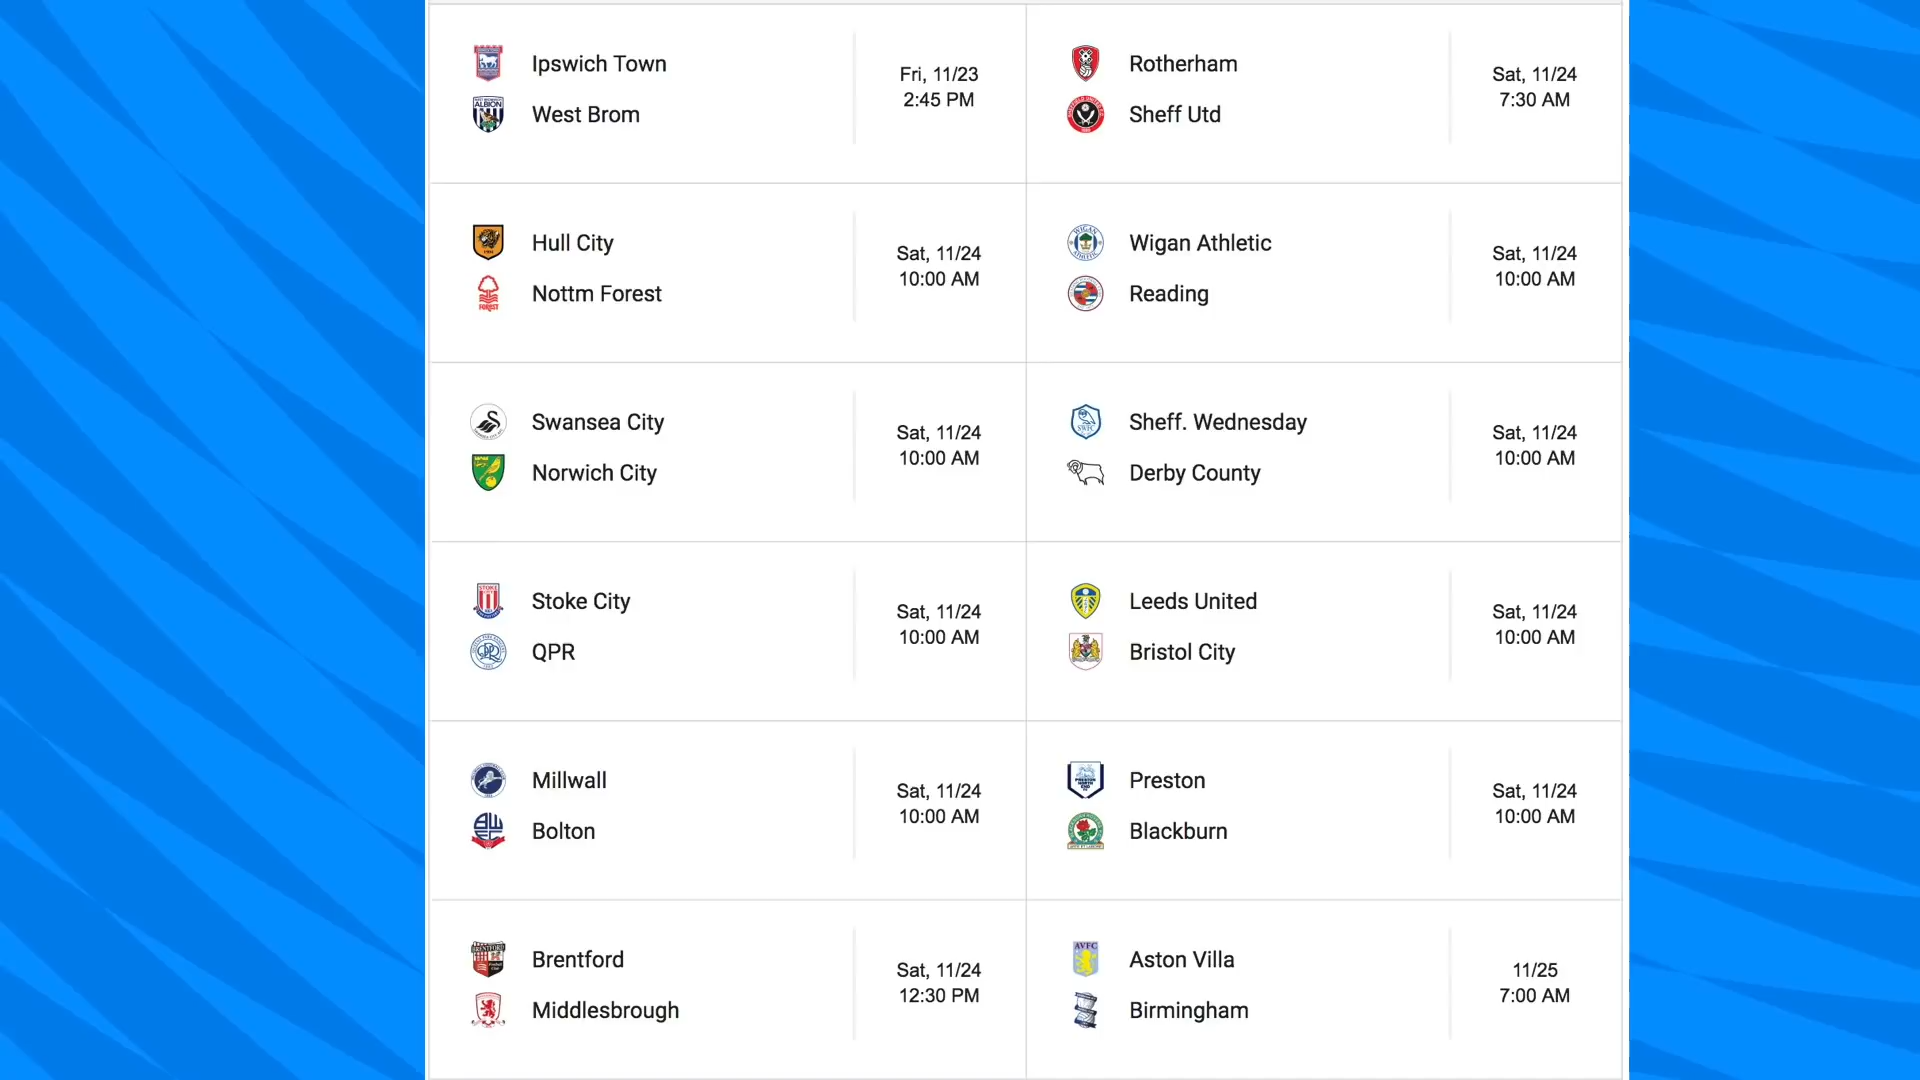 Ipswich Town
West Brom
Fri, 11/23
2:45 PM
Rotherham
Sheff Utd
Sat, 11/24
7:30 AM
Hull City
Nottm Forest
Sat, 11/24
10:00 AM
Wigan Athletic
Reading
Sat, 11/24
10:00 AM
Swansea City
Norwich City
Sat, 11/24
10:00 AM
Sheff. Wednesday
Derby County
Sat, 11/24
10:00 AM
Stoke City
QPR
Sat, 11/24
10:00 AM
Leeds United
Bristol City
Sat, 11/24
10:00 AM
Millwall
Bolton
Sat, 11/24
10:00 AM
Preston
Blackburn
Sat, 11/24
10:00 AM
Brentford
Middlesbrough
Sat, 11/24
12:30 PM
Aston Villa
Birmingham
11/25
7:00 AM